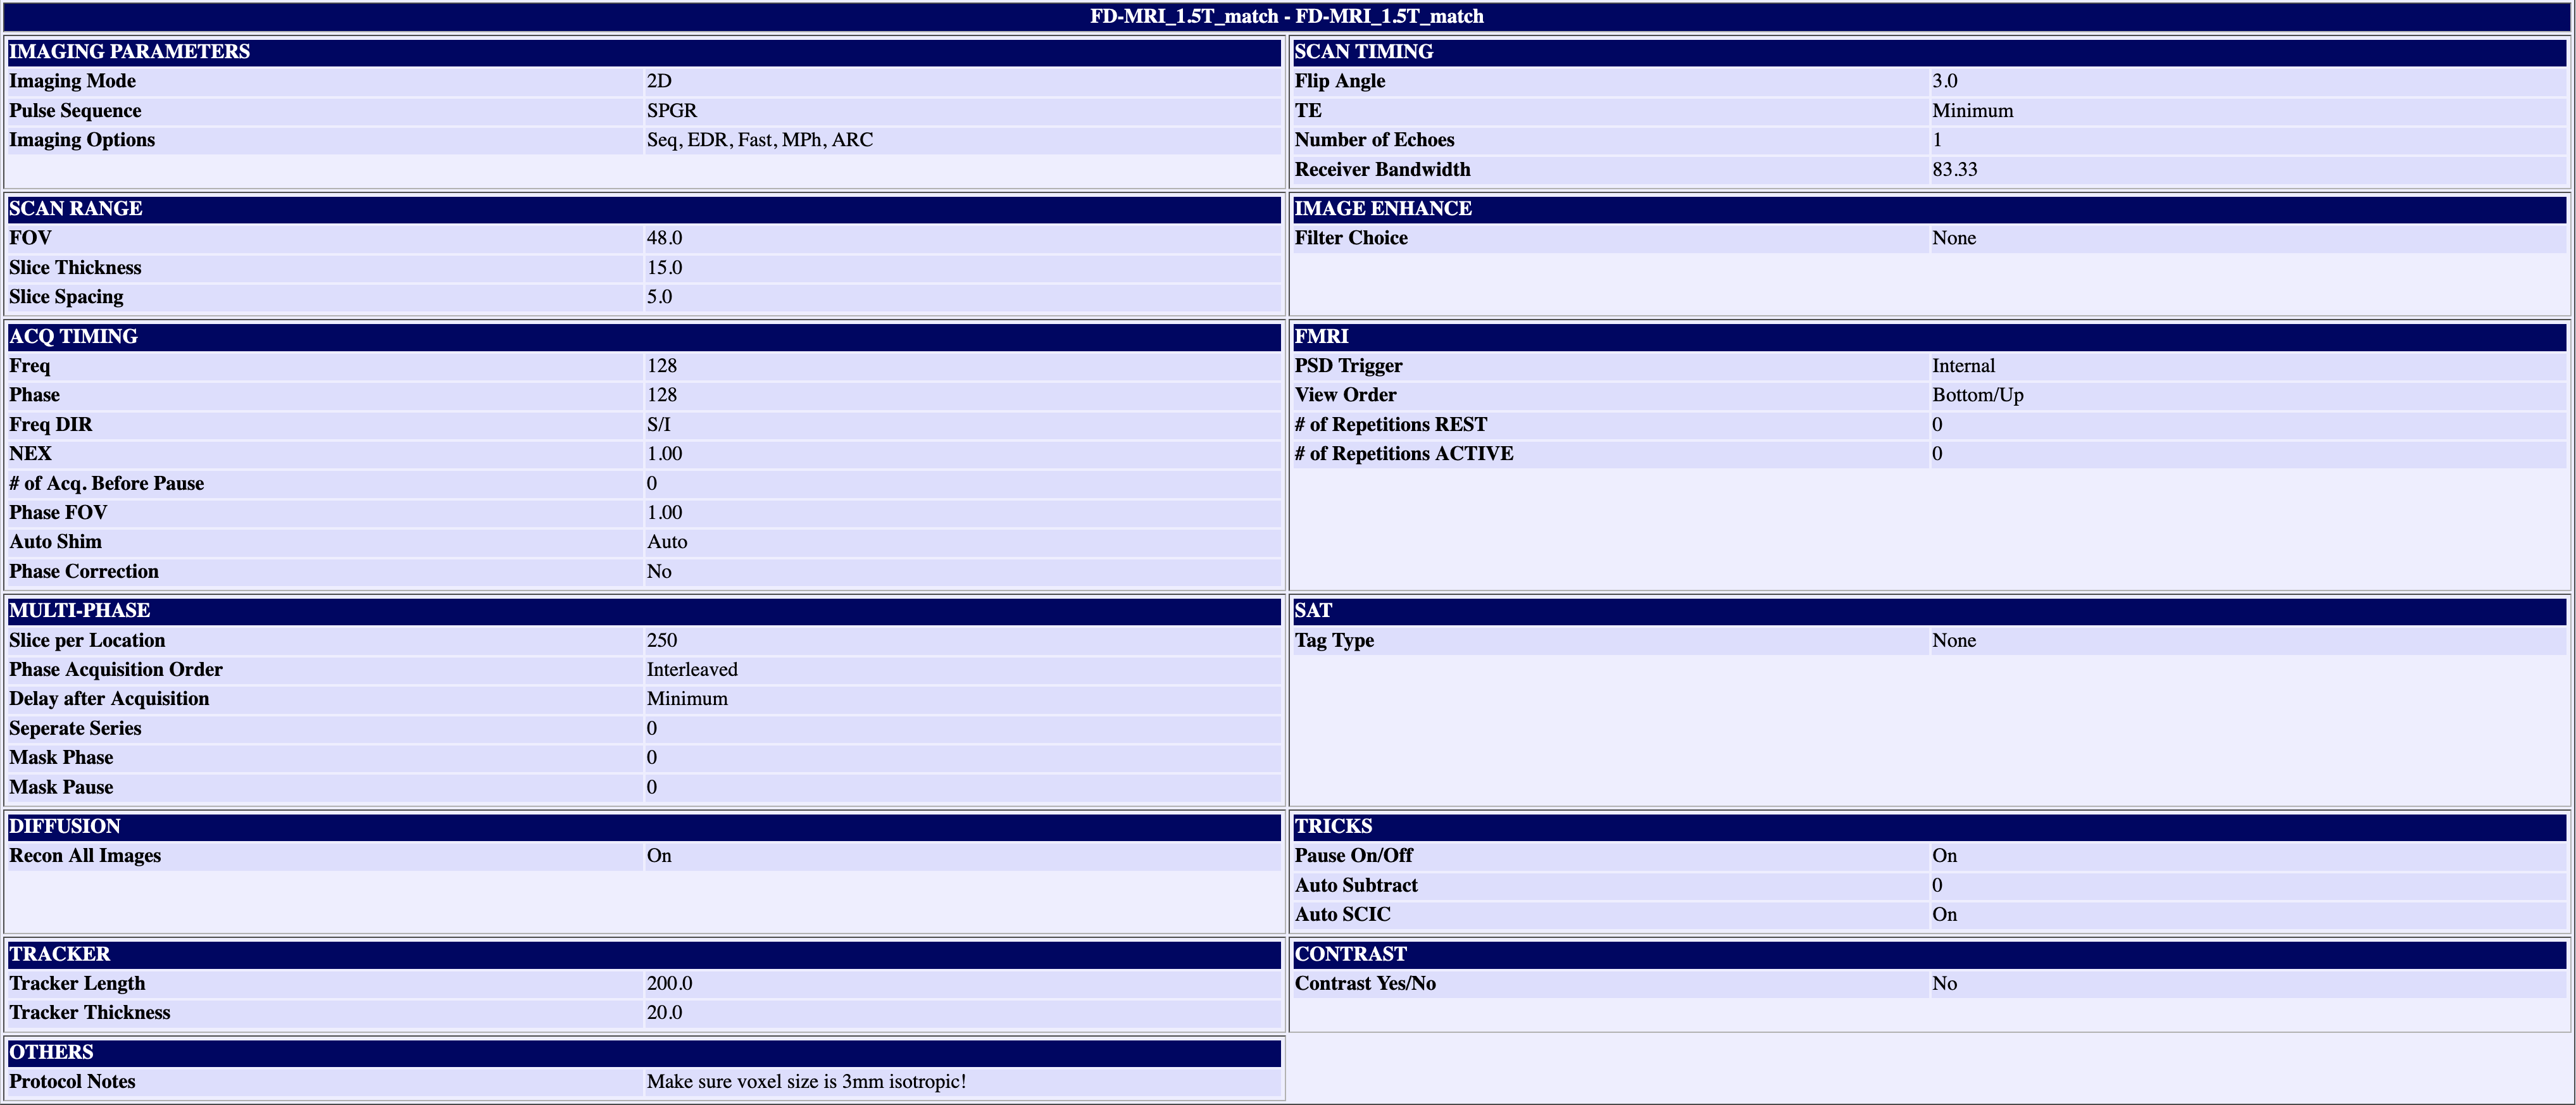 FD-MRI_1.5T_match - FD-MRI_1.5T_match
IMAGING PARAMETERS
Imaging Mode 2D
Pulse Sequence SPGR
Imaging Options Seq, EDR, Fast, MPh, ARC
SCAN TIMING
Flip Angle 3.0
TE Minimum
Number of Echoes 1
Receiver Bandwidth 83.33
SCAN RANGE
FOV 48.0
Slice Thickness 15.0
Slice Spacing 5.0
IMAGE ENHANCE
Filter Choice None
ACQ TIMING
Freq 128
Phase 128
Freq DIR S/I
NEX 1.00
# of Acq. Before Pause 0
Phase FOV 1.00
Auto Shim Auto
Phase Correction No
FMRI
PSD Trigger Internal
View Order Bottom/Up
# of Repetitions REST 0
# of Repetitions ACTIVE 0
MULTI-PHASE
Slice per Location 250
Phase Acquisition Order Interleaved
Delay after Acquisition Minimum
Seperate Series 0
Mask Phase 0
Mask Pause 0
SAT
Tag Type None
DIFFUSION
Recon All Images On
TRICKS
Pause On/Off On
Auto Subtract 0
Auto SCIC On
TRACKER
Tracker Length 200.0
Tracker Thickness 20.0
CONTRAST
Contrast Yes/No No
OTHERS
Protocol Notes Make sure voxel size is 3mm isotropic!